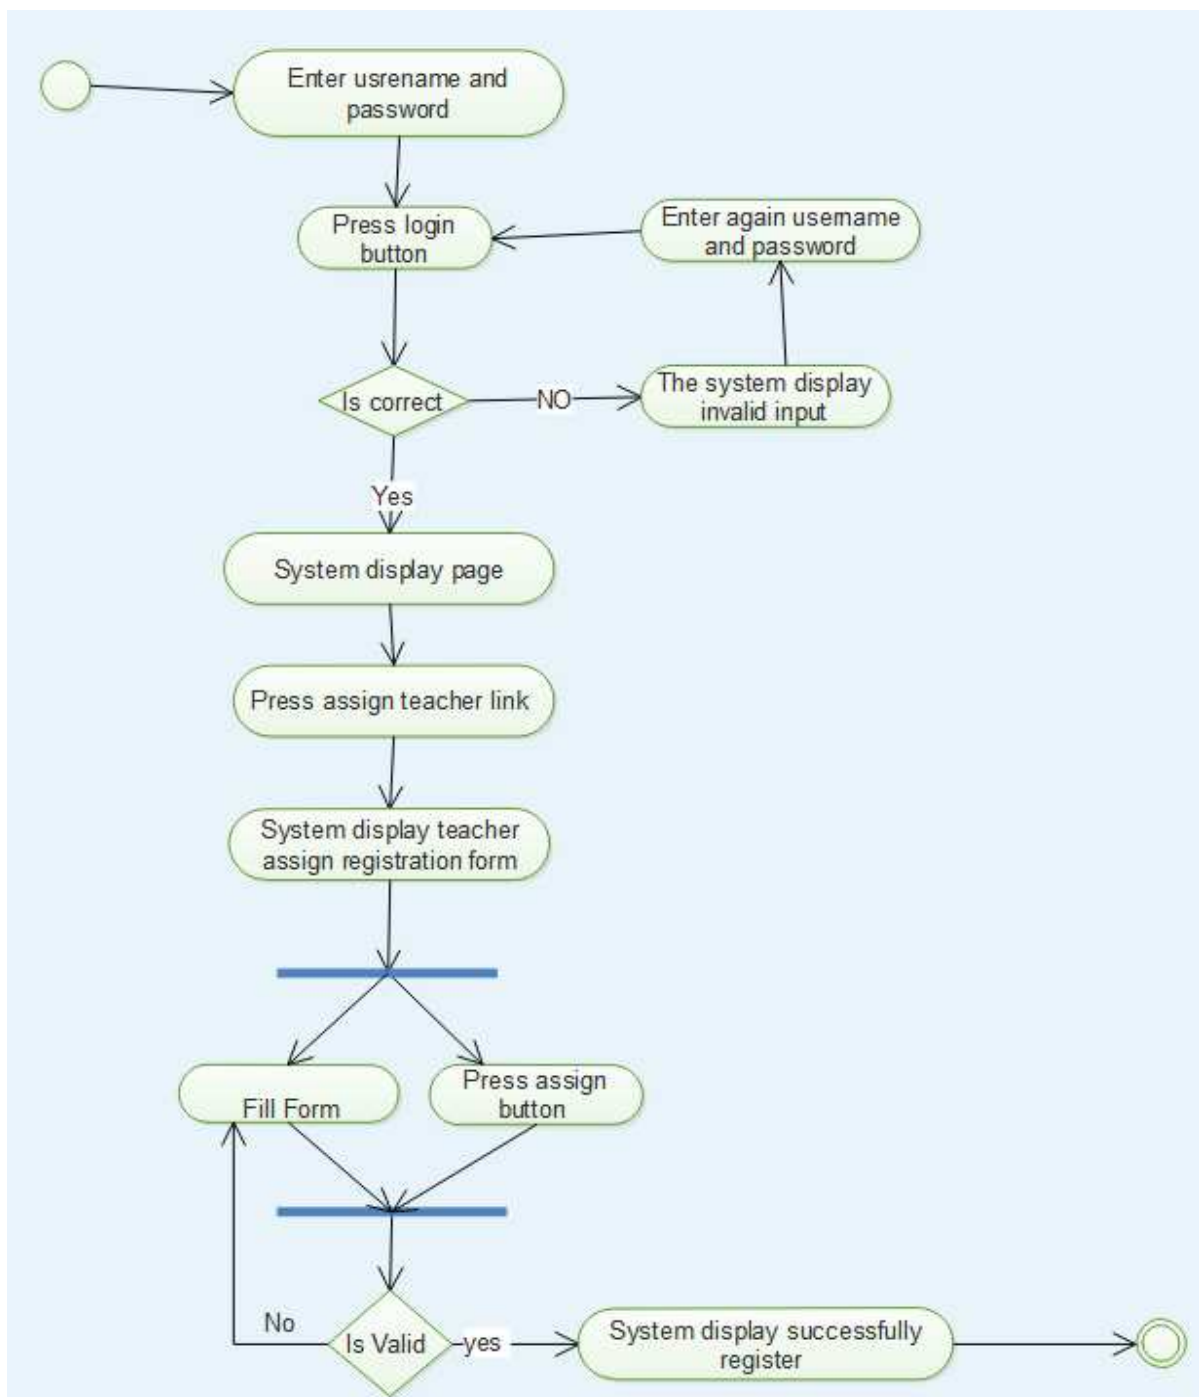 Enter usrename and
password
Press login
button
Enter again username
and password
Is correct
NO
The system display
invalid input
Yes
System display page
Press assign teacher link
System display teacher
assign registration form
Fill Form
Press assign
button
No
Is Valid
yes
System display successfully
register